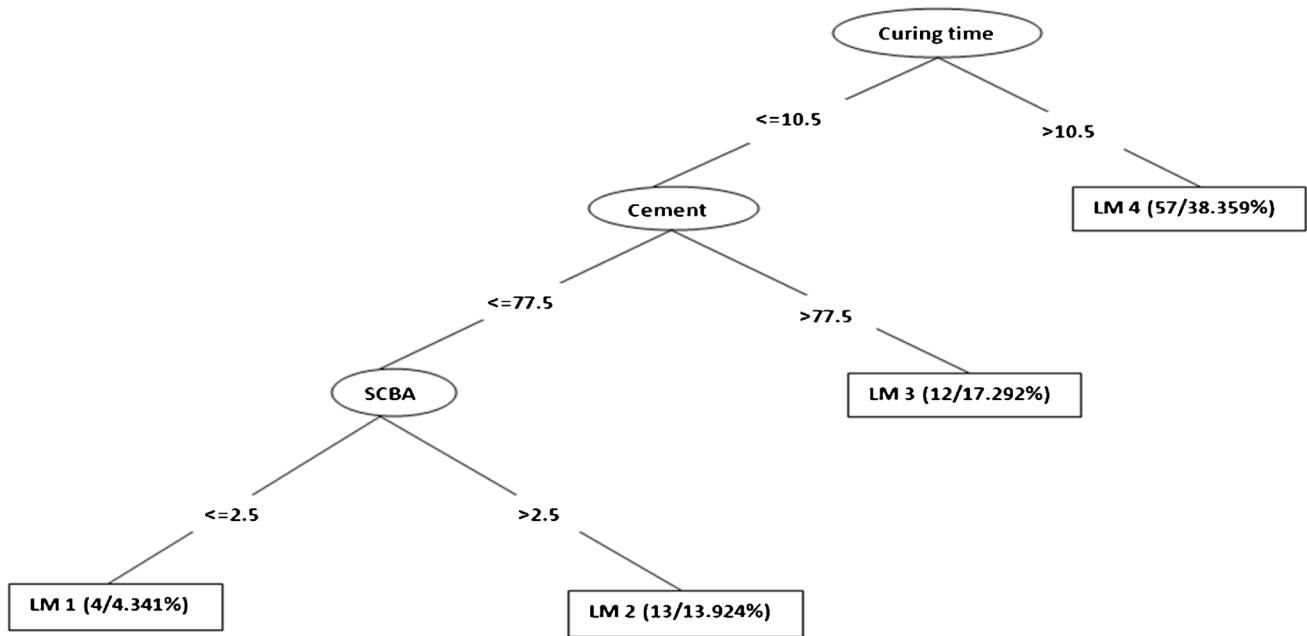 Curing time
<=10.5
>10.5
Cement
LM 4 (57/38.359%)
<=77.5
>77.5
SCBA
LM 3 (12/17.292%)
<=2.5
>2.5
LM 1 (4/4.341%)
LM 2 (13/13.924%)